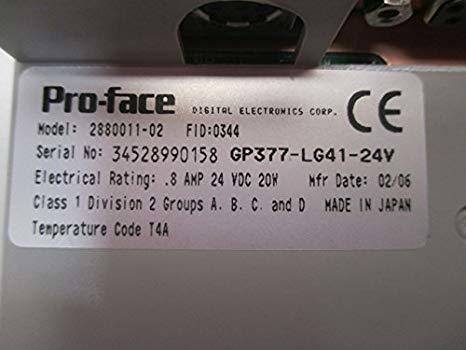 Pro-face DIGITAL ELECTRONICS CORP. CE
Model: 2880011-02 FID:0344
Serial No: 34528990158 GP377-LG41-24V
Electrical Rating: .8 AMP 24 VDC 20W Mfr Date: 02/06
Class 1 Division 2 Groups A. B. C. and D MADE IN JAPAN
Temperature Code T4A